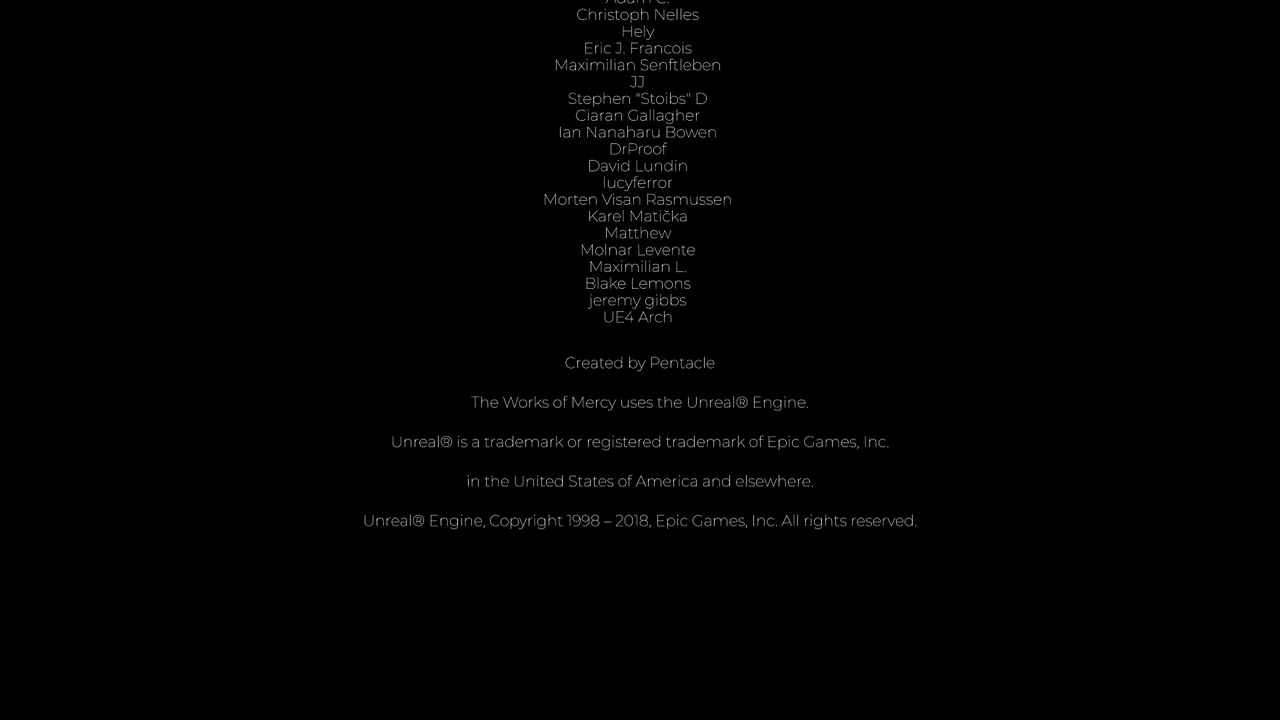 Christoph Nelles
Hely
Eric J. Francois
Maximilian Senftleben
JJ
Stephen "Stoibs" D
Ciaran Gallagher
Ian Nanaharu Bowen
DrProof
David Lundin
lucyferror
Morten Visan Rasmussen
Karel Matička
Matthew
Molnar Levente
Maximilian L.
Blake Lemons
jeremy gibbs
UE4 Arch
Created by Pentacle
The Works of Mercy uses the Unreal® Engine.
Unreal® is a trademark or registered trademark of Epic Games, Inc.
in the United States of America and elsewhere.
Unreal® Engine, Copyright 1998 – 2018, Epic Games, Inc. All rights reserved.